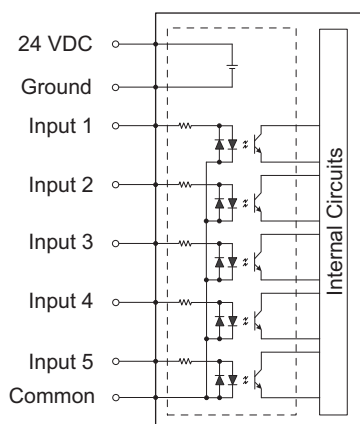 24 VDC
Ground
Input 1
Input 2
Input 3
Input 4
Input 5
Common
Internal Circuits